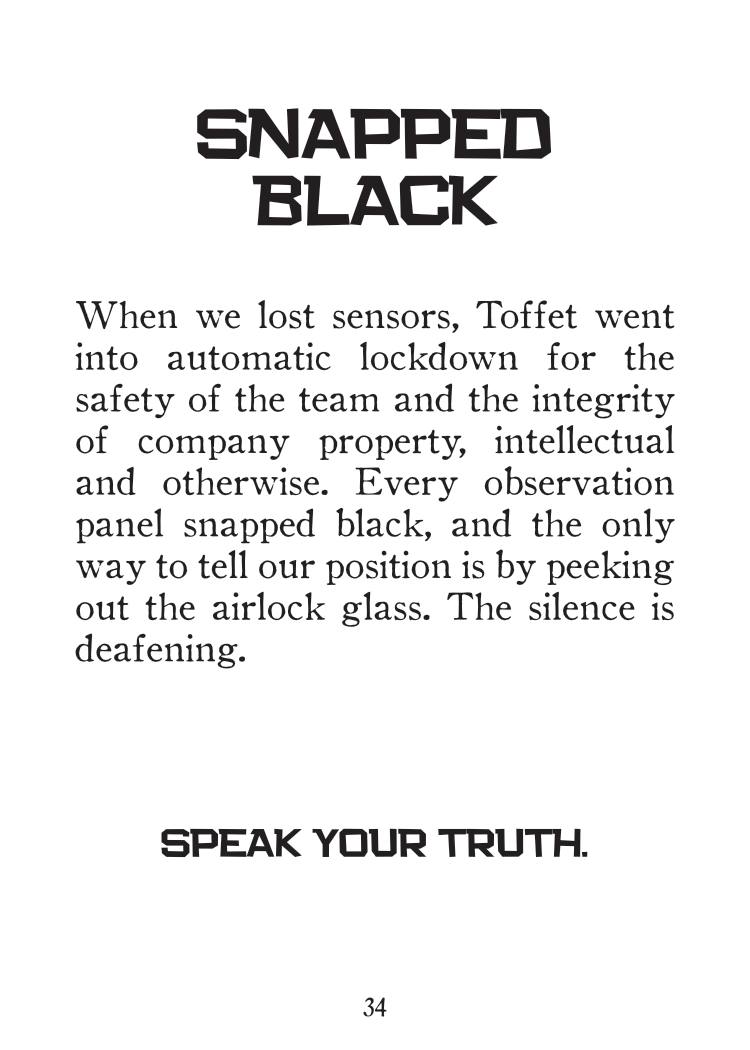 SNAPPED
BLACK
When we lost sensors, Toffet went
into automatic lockdown for the
safety of the team and the integrity
of company property, intellectual
and otherwise. Every observation
panel snapped black, and the only
way to tell our position is by peeking
out the airlock glass. The silence is
deafening.
SPEAK YOUR TRUTH.
34